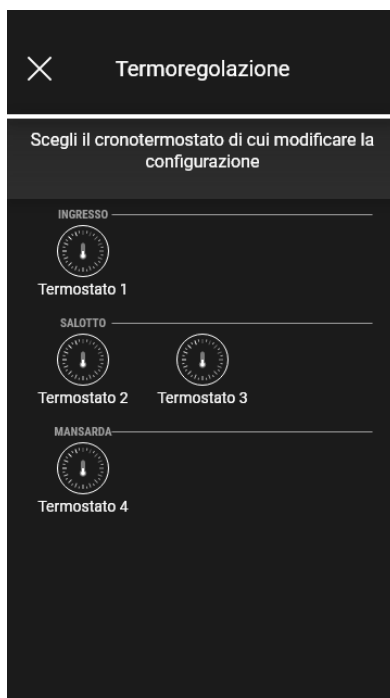 Termoregolazione
Scegli il cronotermostato di cui modificare la
configurazione
INGRESSO
Termostato 1
SALOTTO
Termostato 2 Termostato 3
MANSARDA
Termostato 4